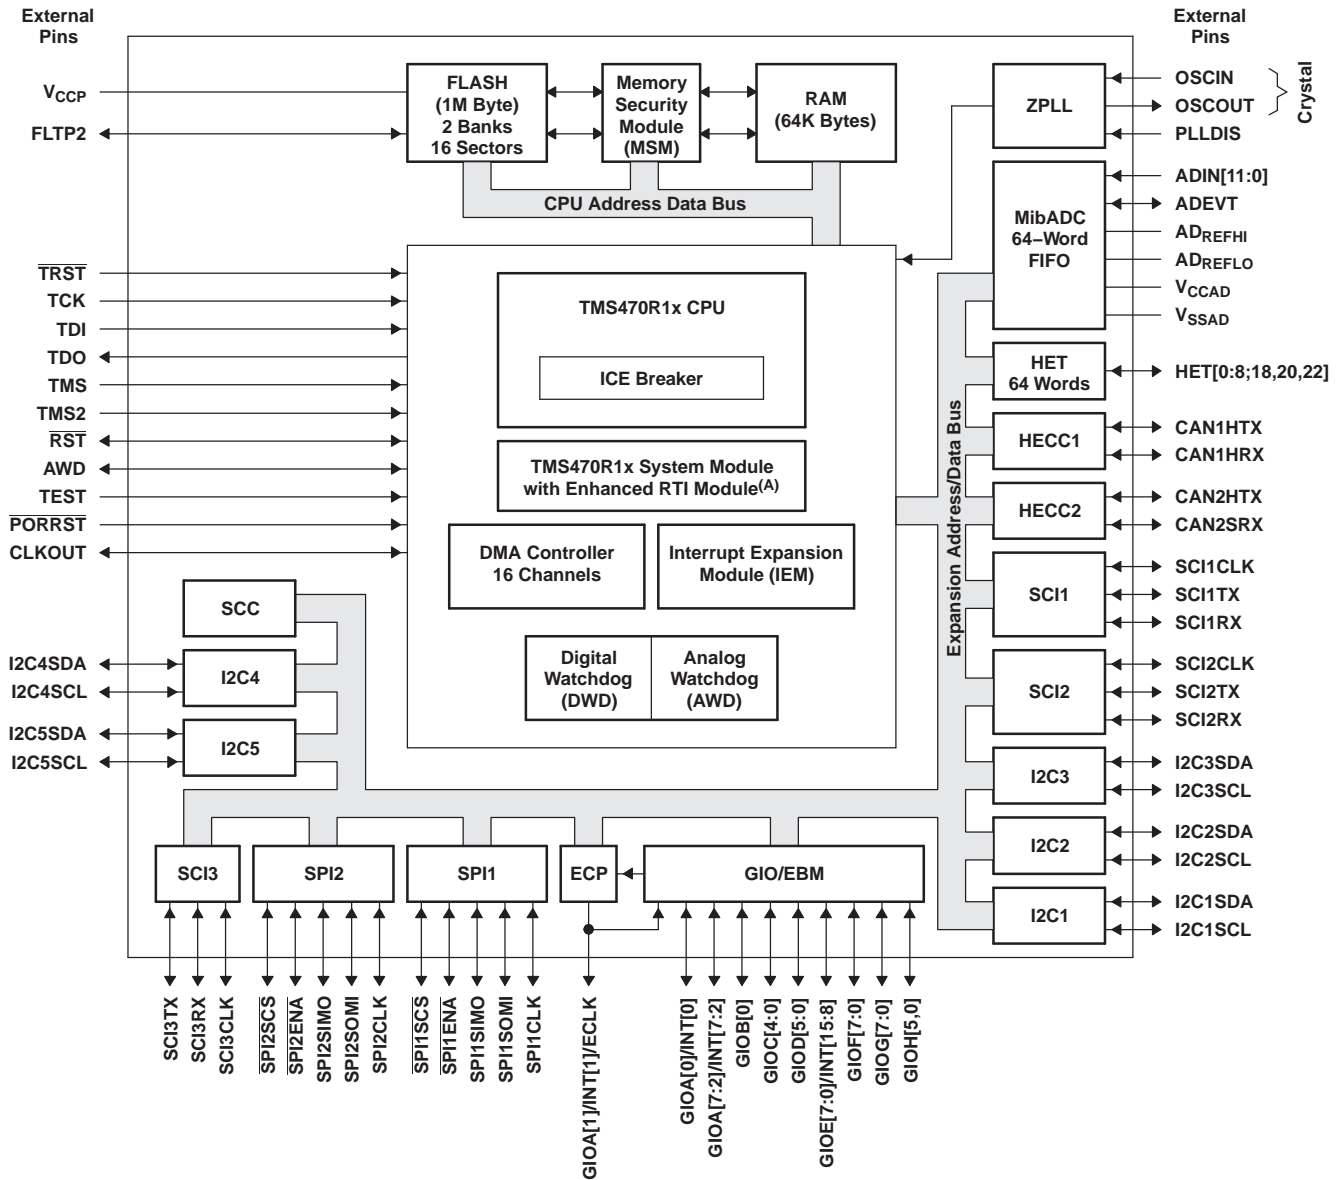 External
Pins
External
Pins
VCCP
FLTP2
FLASH
(1M Byte)
2 Banks
16 Sectors
Memory
Security
Module
(MSM)
RAM
(64K Bytes)
CPU Address Data Bus
ZPLL
OSCIN
OSCOUT
PLLDIS
Crystal
MibADC
64–Word
FIFO
ADIN[11:0]
ADEVT
ADREFHI
ADREFLO
VCCAD
VSSAD
TRST
TCK
TDI
TDO
TMS
TMS2
RST
AWD
TEST
PORRST
CLKOUT
TMS470R1x CPU
ICE Breaker
TMS470R1x System Module
with Enhanced RTI Module(A)
DMA Controller
16 Channels
Interrupt Expansion
Module (IEM)
Digital
Watchdog
(DWD)
Analog
Watchdog
(AWD)
Expansion Address/Data Bus
HET
64 Words
HET[0:8;18,20,22]
HECC1
CAN1HTX
CAN1HRX
HECC2
CAN2HTX
CAN2SRX
SCI1
SCI1CLK
SCI1TX
SCI1RX
SCI2
SCI2CLK
SCI2TX
SCI2RX
I2C3
I2C3SDA
I2C3SCL
I2C2
I2C2SDA
I2C2SCL
I2C1
I2C1SDA
I2C1SCL
SCC
I2C4SDA
I2C4SCL
I2C4
I2C5SDA
I2C5SCL
I2C5
SCI3
SPI2
SPI1
ECP
GIO/EBM
SCI3TX
SCI3RX
SCI3CLK
SPI2SCS
SPI2ENA
SPI2SIMO
SPI2SOMI
SPI2CLK
SPI1SCS
SPI1ENA
SPI1SIMO
SPI1SOMI
SPI1CLK
GIOA[1]/INT[1]/ECLK
GIOA[0]/INT[0]
GIOA[7:2]/INT[7:2]
GIOB[0]
GIOC[4:0]
GIOD[5:0]
GIOE[7:0]/INT[15:8]
GIOF[7:0]
GIOG[7:0]
GIOH[5,0]